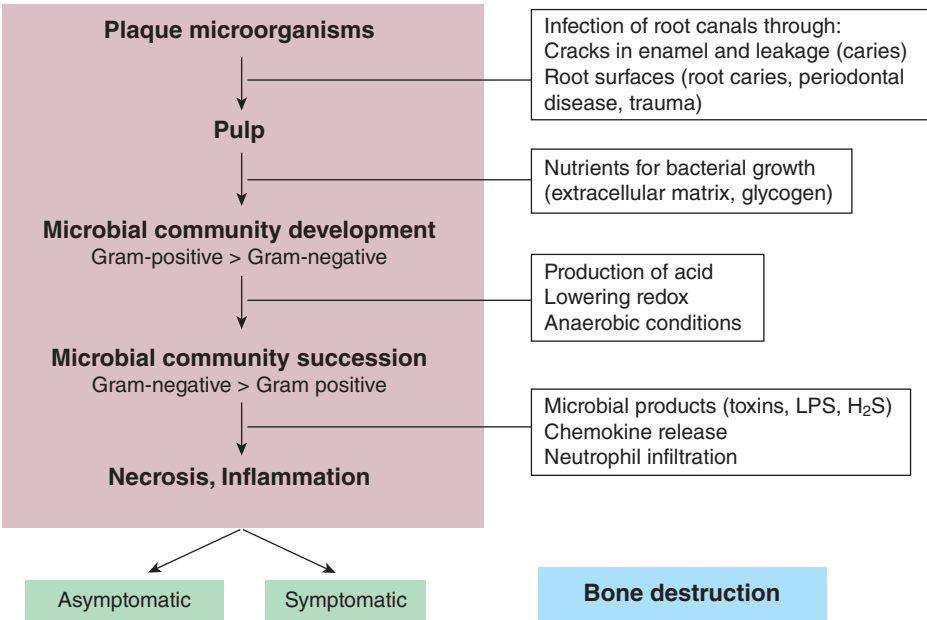 Plaque microorganisms
Infection of root canals through:
Cracks in enamel and leakage (caries)
Root surfaces (root caries, periodontal
disease, trauma)
Pulp
Nutrients for bacterial growth
(extracellular matrix, glycogen)
Microbial community development
Gram-positive > Gram-negative
Production of acid
Lowering redox
Anaerobic conditions
Microbial community succession
Gram-negative > Gram positive
Microbial products (toxins, LPS, H₂S)
Chemokine release
Neutrophil infiltration
Necrosis, Inflammation
Asymptomatic
Symptomatic
Bone destruction